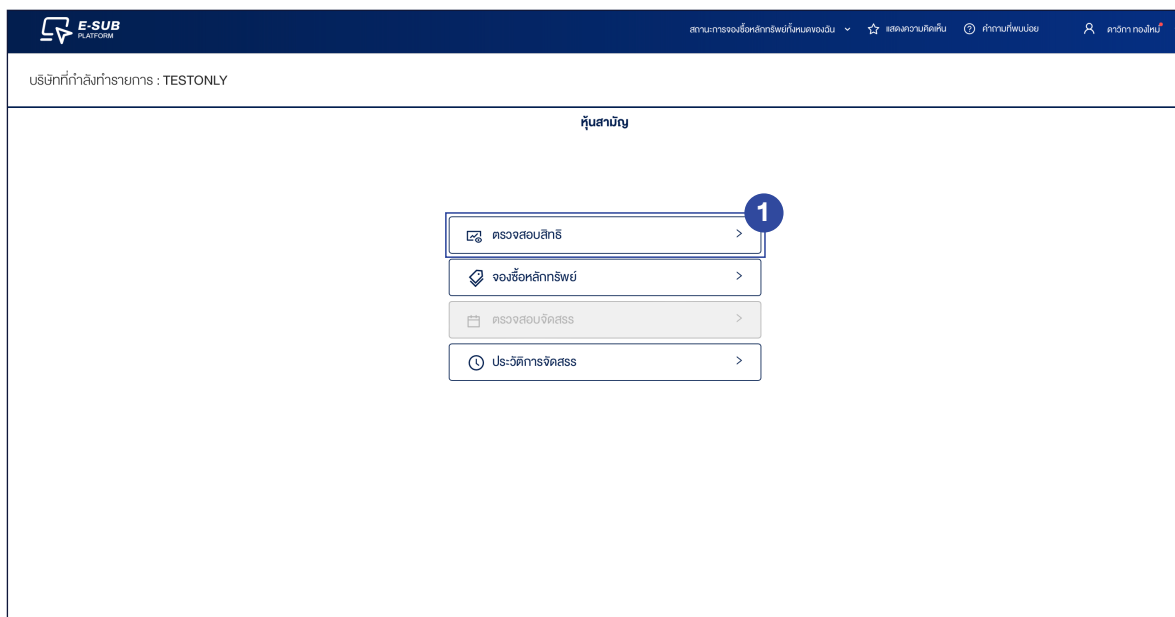 E-SUB
PLATFORM
สถานะการจองซื้อหลักทรัพย์ทั้งหมดของฉัน
แสดงความคิดเห็น
คำถามที่พบบ่อย
ดาวิกา ทองใหม่
บริษัทที่กำลังทำรายการ : TESTONLY
หุ้นสามัญ
1
ตรวจสอบสิทธิ
จองซื้อหลักทรัพย์
ตรวจสอบจัดสรร
ประวัติการจัดสรร